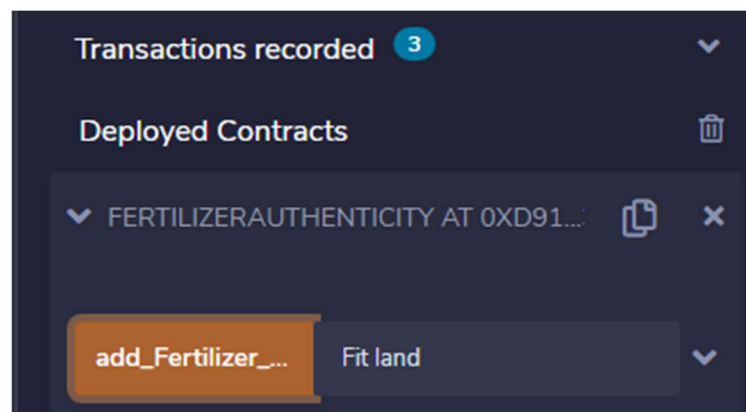 Transactions recorded 3
Deployed Contracts
FERTILIZERAUTHENTICITY AT 0XD91...
add_Fertilizer_... Fit land